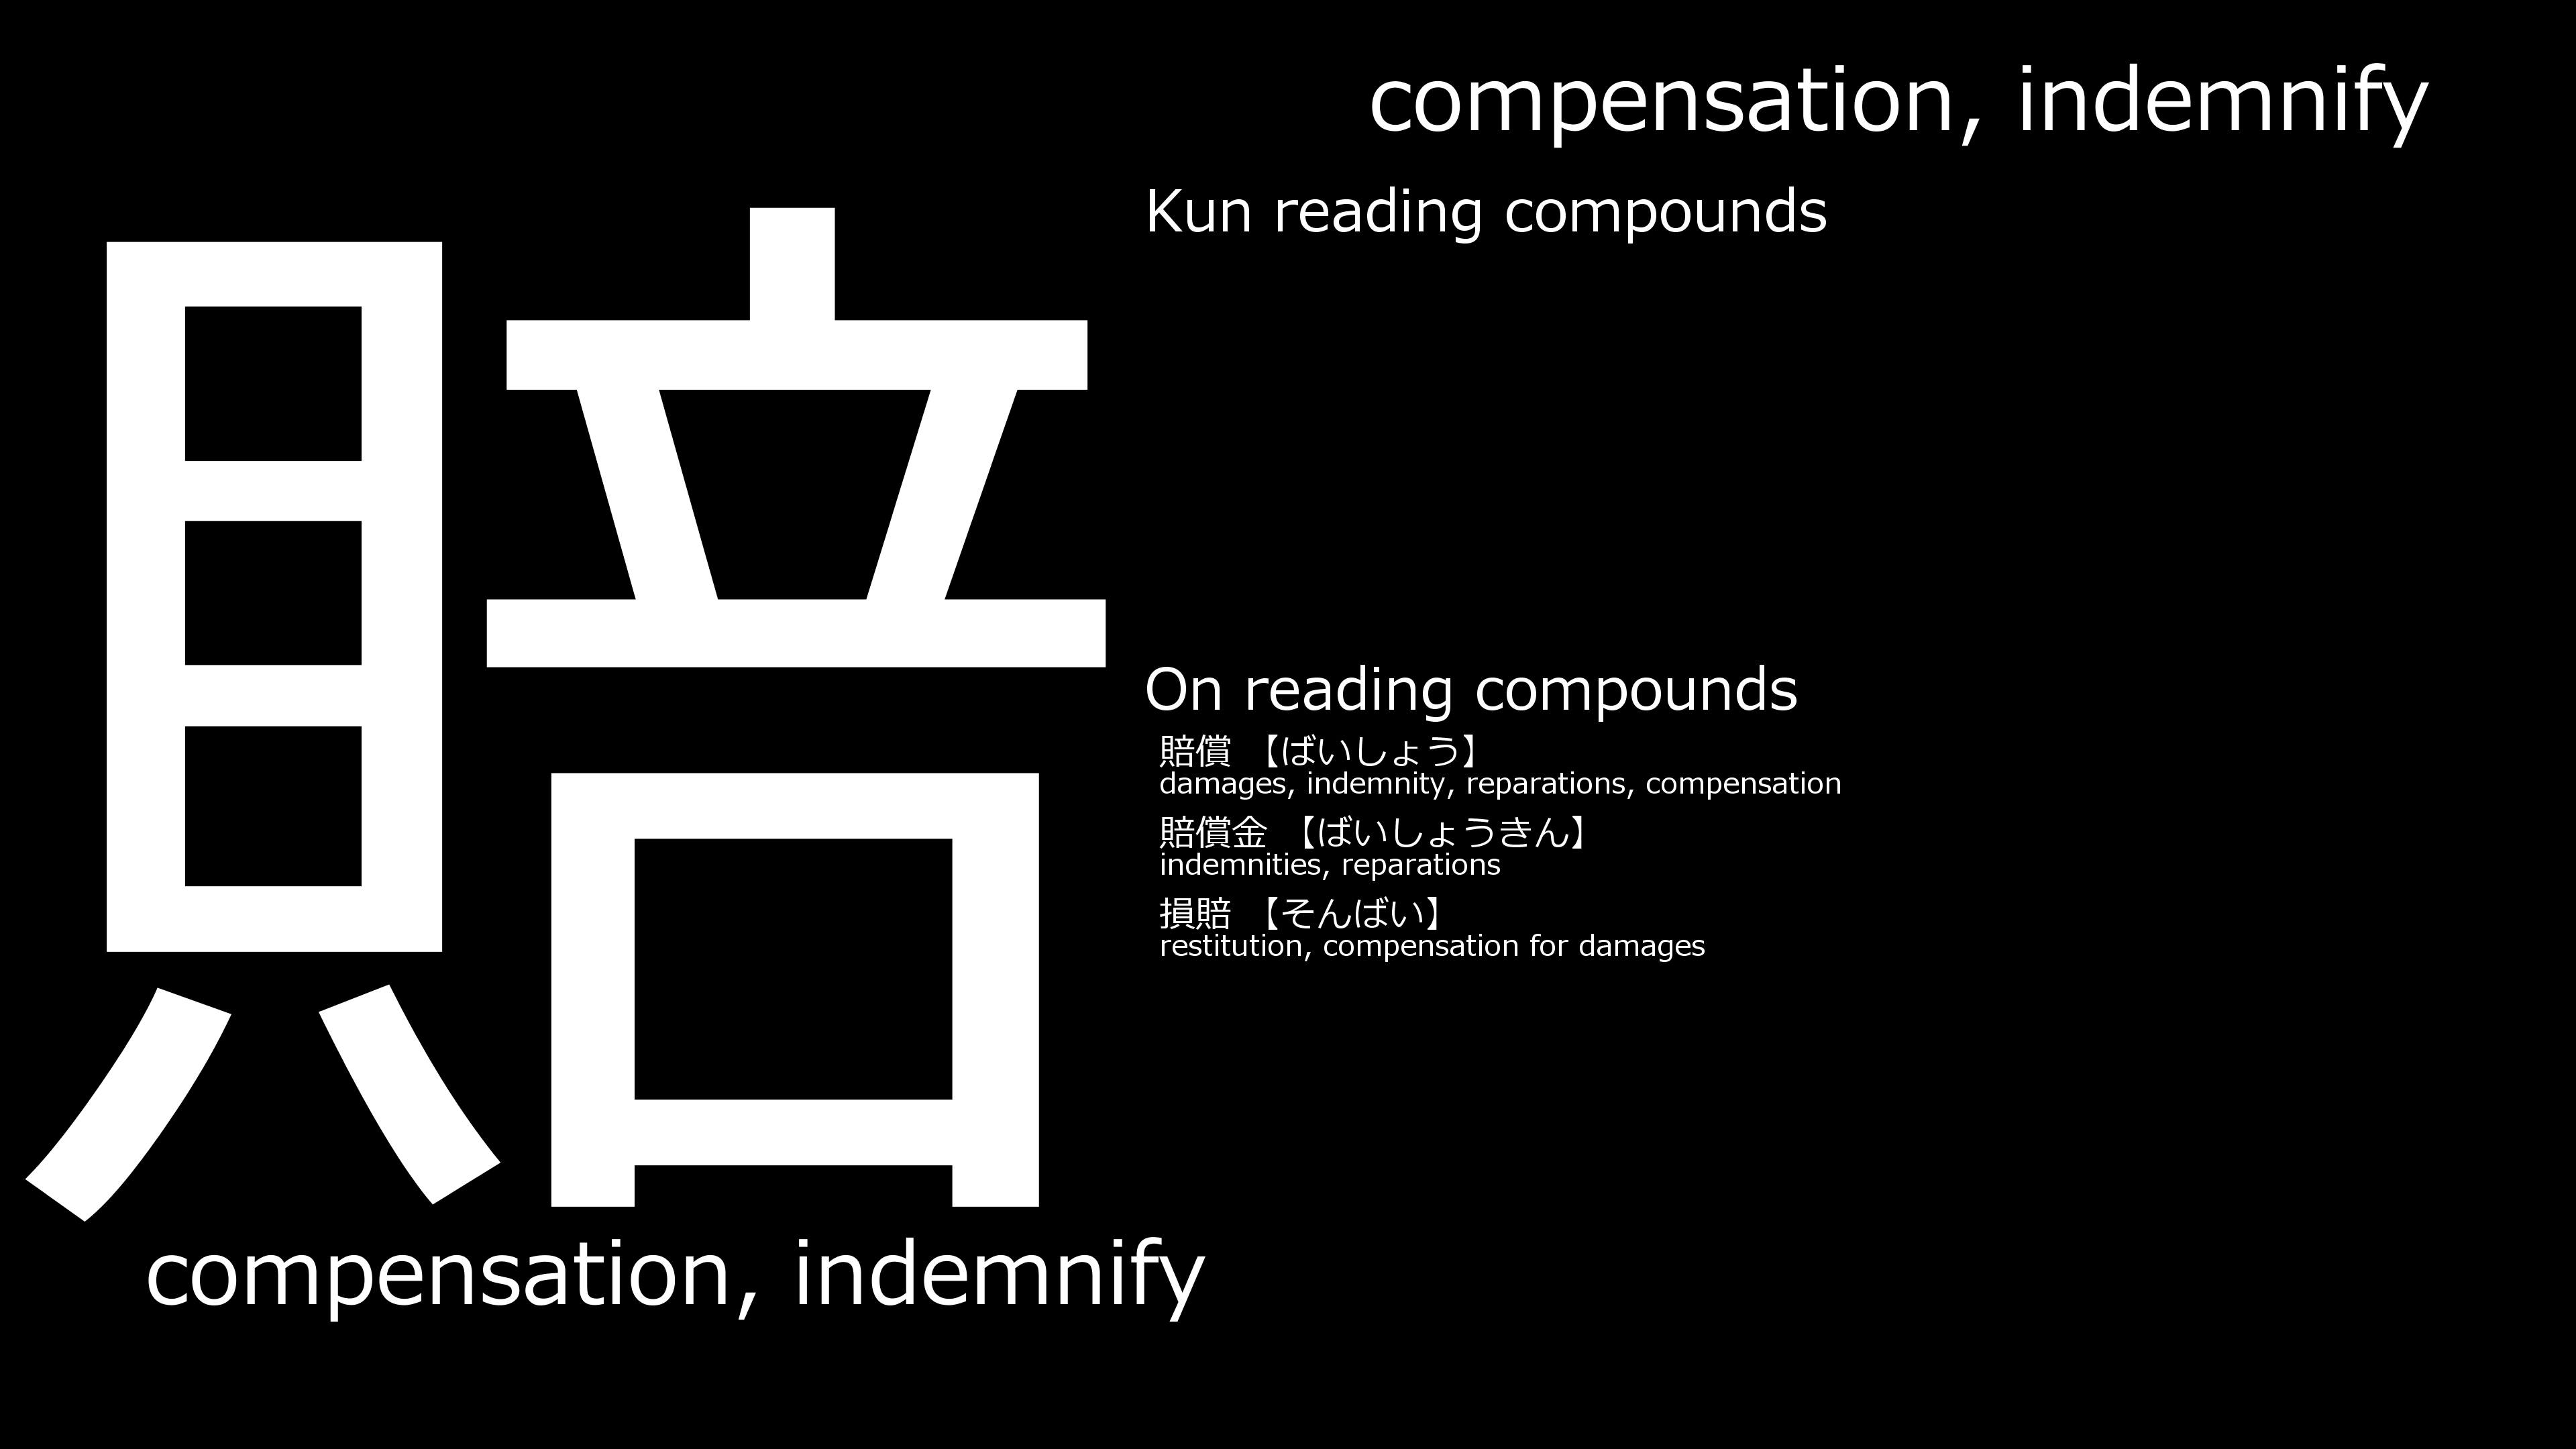 賠
compensation, indemnify
compensation, indemnify
Kun reading compounds
On reading compounds
賠償 【ばいしょう】
damages, indemnity, reparations, compensation
賠償金 【ばいしょうきん】
indemnities, reparations
損賠 【そんばい】
restitution, compensation for damages